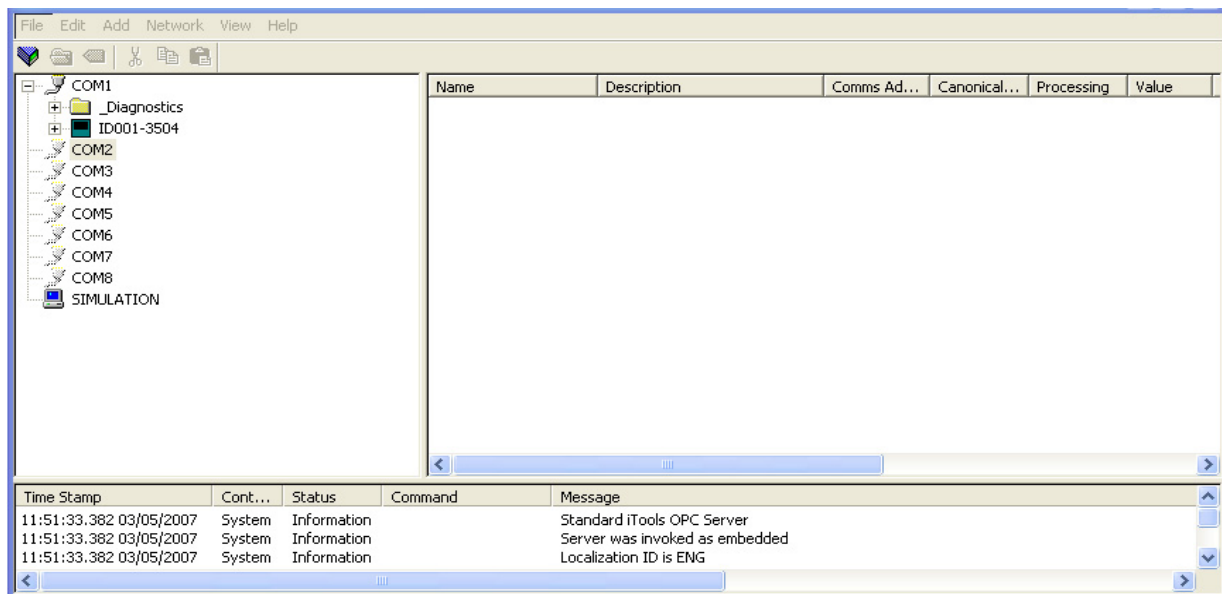 File Edit Add Network View Help
COM1
_Diagnostics
ID001-3504
COM2
COM3
COM4
COM5
COM6
COM7
COM8
SIMULATION
Name Description Comms Ad... Canonical... Processing Value
Time Stamp Cont... Status Command Message
11:51:33.382 03/05/2007 System Information Standard iTools OPC Server
11:51:33.382 03/05/2007 System Information Server was invoked as embedded
11:51:33.382 03/05/2007 System Information Localization ID is ENG